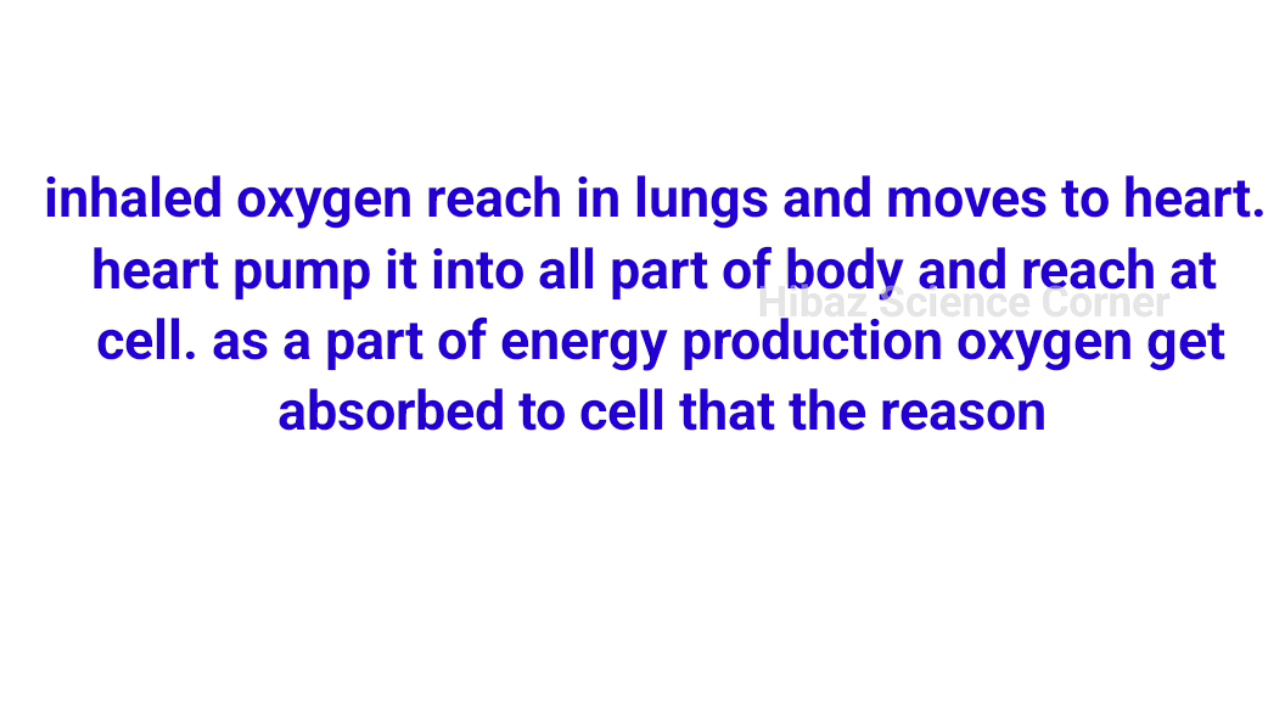 inhaled oxygen reach in lungs and moves to heart.
heart pump it into all part of body and reach at
Hibaz Science Corner
cell. as a part of energy production oxygen get
absorbed to cell that the reason